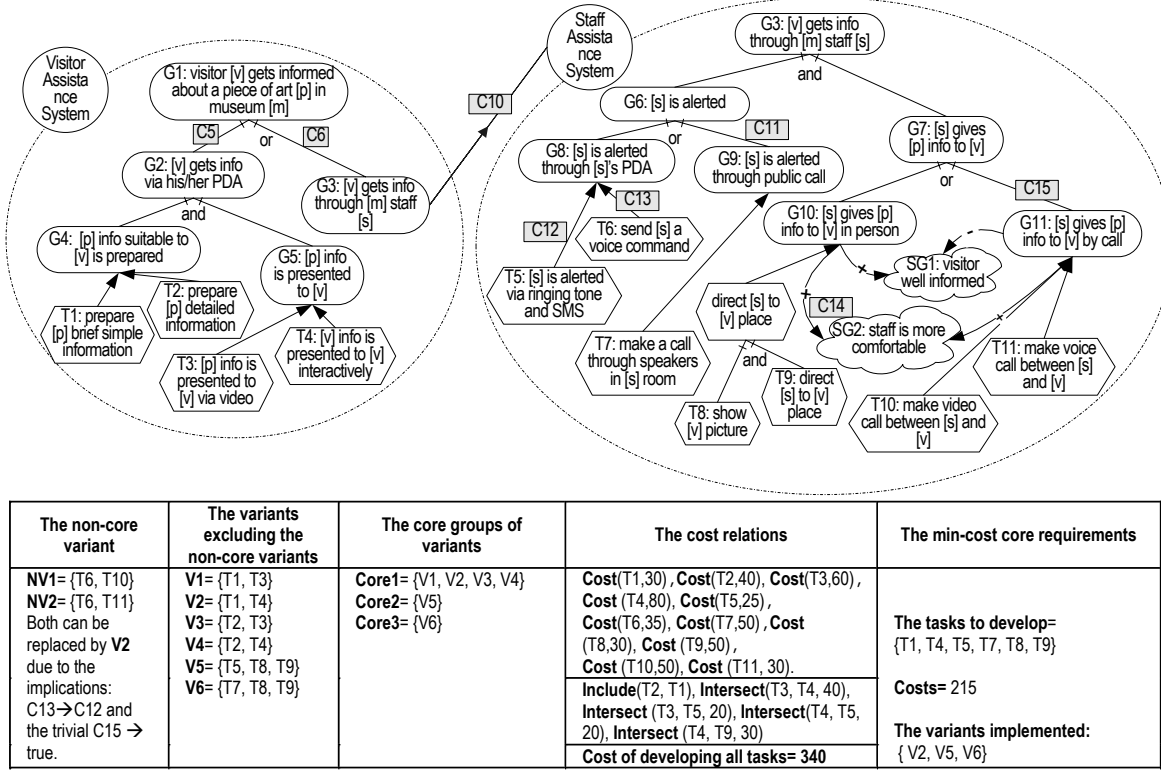 Visitor
Assista
nce
System
G1: visitor [v] gets informed
about a piece of art [p] in
museum [m]
C5
or
C6
G2: [v] gets info
via his/her PDA
and
G3: [v] gets info
through [m] staff
[s]
G4:  [p] info suitable to
[v] is prepared
G5: [p] info
is presented
to [v]
T1: prepare
[p] brief simple
information
T2: prepare
[p] detailed
information
T3: [p] info is
presented to
[v] via video
T4: [v] info is
presented to [v]
interactively
C10
Staff
Assista
nce
System
G3: [v] gets info
through [m] staff [s]
and
G6: [s] is alerted
or
C11
G7: [s] gives
[p] info to [v]
or
C15
G8: [s] is alerted
through [s]'s PDA
G9: [s] is alerted
through public call
C12
C13
T6: send [s] a
voice command
T5: [s] is alerted
via ringing tone
and SMS
T7: make a call
through speakers
in [s] room
G10: [s] gives [p]
info to [v] in person
G11: [s] gives [p]
info to [v] by call
-
+
SG1: visitor
well informed
direct [s] to
[v] place
and
C14
+
+
SG2: staff is more
comfortable
T8: show
[v] picture
T9: direct
[s] to [v]
place
T10: make video
call between [s] and
[v]
T11: make voice
call between [s]
and [v]
The non-core
variant
The variants
excluding the
non-core variants
The core groups of
variants
The cost relations
The min-cost core requirements
NV1= {T6, T10}
NV2= {T6, T11}
Both can be
replaced by V2
due to the
implications:
C13→C12 and
the trivial C15 →
true.
V1= {T1, T3}
V2= {T1, T4}
V3= {T2, T3}
V4= {T2, T4}
V5= {T5, T8, T9}
V6= {T7, T8, T9}
Core1= {V1, V2, V3, V4}
Core2= {V5}
Core3= {V6}
Cost(T1,30) , Cost(T2,40), Cost(T3,60) ,
Cost (T4,80), Cost(T5,25) ,
Cost(T6,35), Cost(T7,50) , Cost
(T8,30), Cost (T9,50) ,
Cost (T10,50), Cost (T11, 30).
Include(T2, T1), Intersect(T3, T4, 40),
Intersect (T3, T5, 20), Intersect(T4, T5,
20), Intersect (T4, T9, 30)
Cost of developing all tasks= 340
The tasks to develop=
{T1, T4, T5, T7, T8, T9}
Costs= 215
The variants implemented:
{ V2, V5, V6}